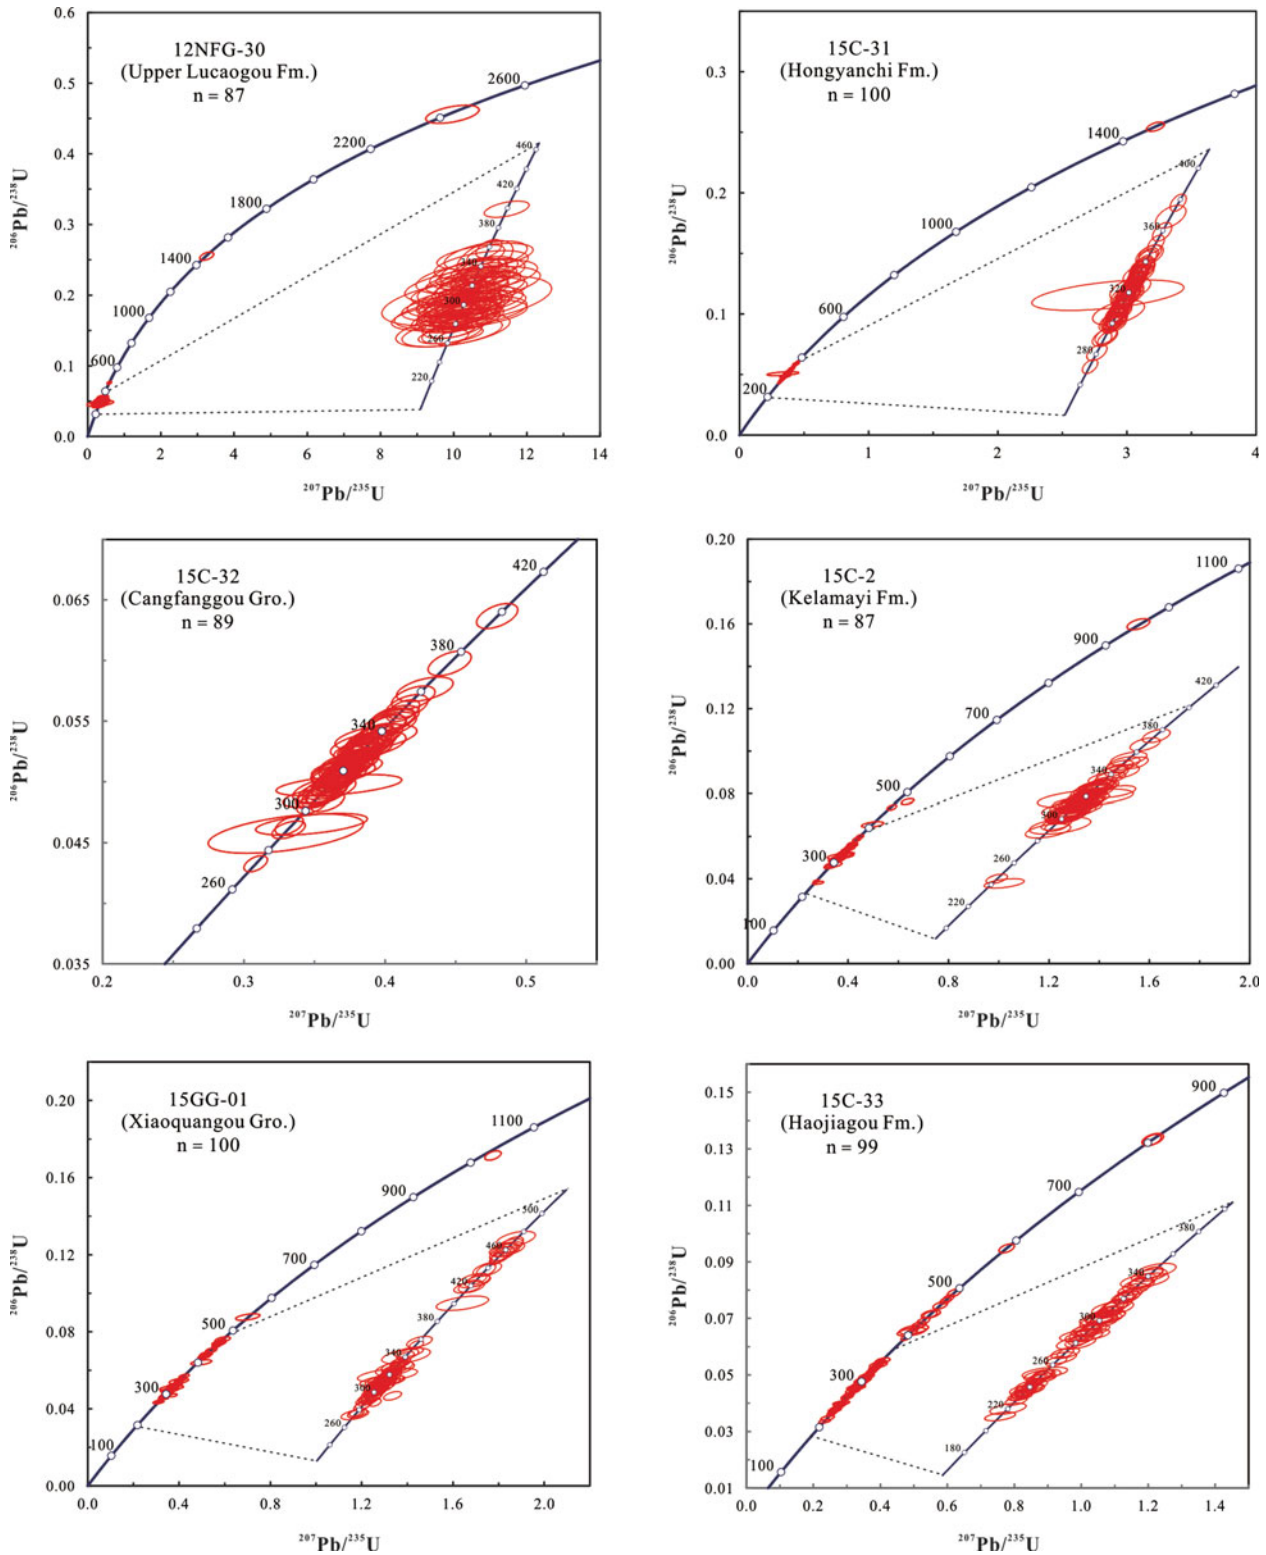 12NFG-30
(Upper Lucaogou Fm.)
n = 87
0.6
0.5
0.4
0.3
0.2
0.1
0.0
²⁰⁶Pb/²³⁸U
600
1000
1400
1800
2200
2600
460
420
380
340
300
260
220
0 2 4 6 8 10 12 14
²⁰⁷Pb/²³⁵U
15C-31
(Hongyanchi Fm.)
n = 100
0.3
0.2
0.1
0.0
²⁰⁶Pb/²³⁸U
200
600
1000
1400
400
360
320
280
0 1 2 3 4
²⁰⁷Pb/²³⁵U
15C-32
(Cangfanggou Gro.)
n = 89
0.065
0.055
0.045
0.035
²⁰⁶Pb/²³⁸U
420
380
340
300
260
0.2 0.3 0.4 0.5
²⁰⁷Pb/²³⁵U
15C-2
(Kelamayi Fm.)
n = 87
0.20
0.16
0.12
0.08
0.04
0.00
²⁰⁶Pb/²³⁸U
100
300
500
700
900
1100
420
380
340
300
260
220
0.0 0.4 0.8 1.2 1.6 2.0
²⁰⁷Pb/²³⁵U
15GG-01
(Xiaoquangou Gro.)
n = 100
0.20
0.16
0.12
0.08
0.04
0.00
²⁰⁶Pb/²³⁸U
100
300
500
700
900
1100
500
460
420
380
340
300
260
0.0 0.4 0.8 1.2 1.6 2.0
²⁰⁷Pb/²³⁵U
15C-33
(Haojiagou Fm.)
n = 99
0.15
0.13
0.11
0.09
0.07
0.05
0.03
0.01
²⁰⁶Pb/²³⁸U
100
300
500
700
900
380
340
300
260
220
180
0.0 0.2 0.4 0.6 0.8 1.0 1.2 1.4
²⁰⁷Pb/²³⁵U